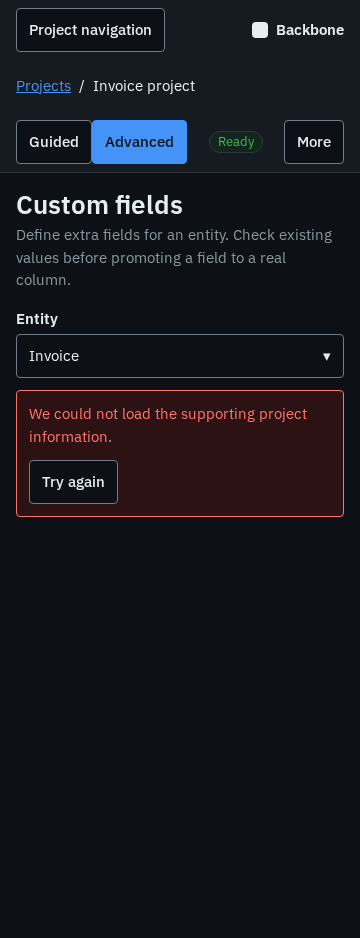 Project navigation
Backbone
Projects / Invoice project
Guided
Advanced
Ready
More
Custom fields
Define extra fields for an entity. Check existing
values before promoting a field to a real
column.
Entity
Invoice
We could not load the supporting project
information.
Try again